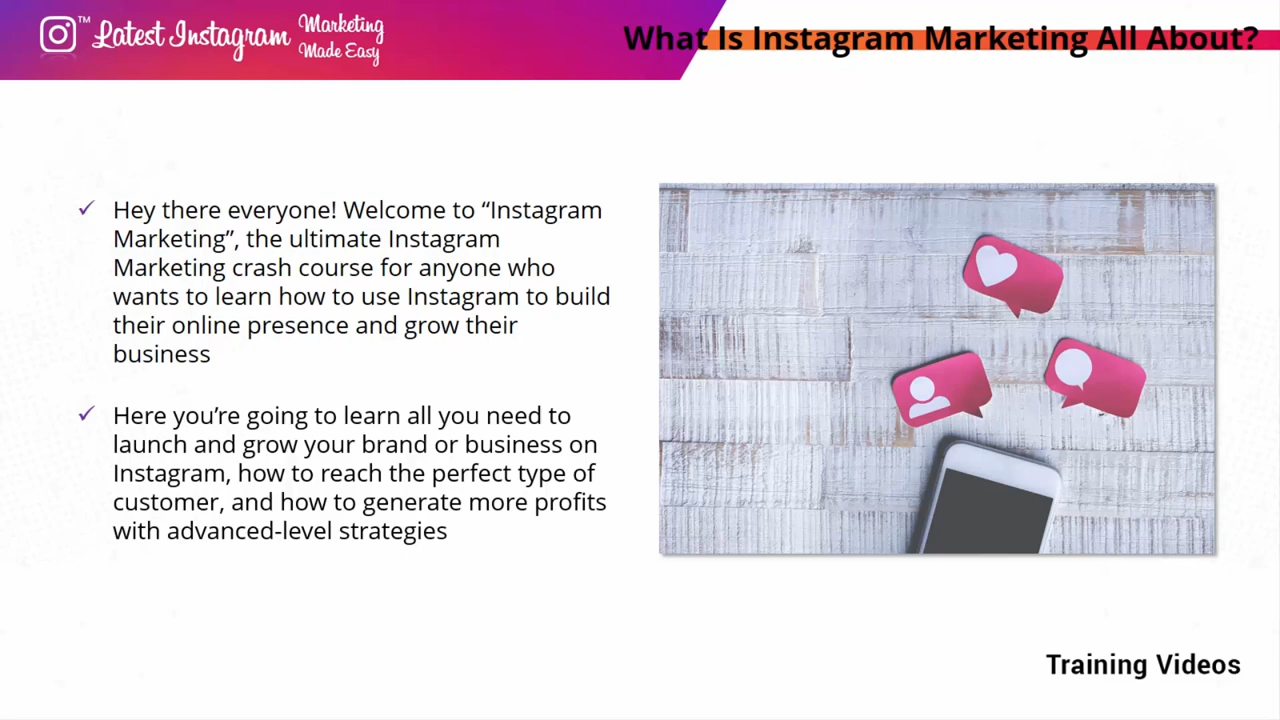 TM
Latest Instagram
Marketing
Made Easy
What Is Instagram Marketing All About?
Hey there everyone! Welcome to “Instagram
Marketing”, the ultimate Instagram
Marketing crash course for anyone who
wants to learn how to use Instagram to build
their online presence and grow their
business
Here you’re going to learn all you need to
launch and grow your brand or business on
Instagram, how to reach the perfect type of
customer, and how to generate more profits
with advanced-level strategies
Training Videos